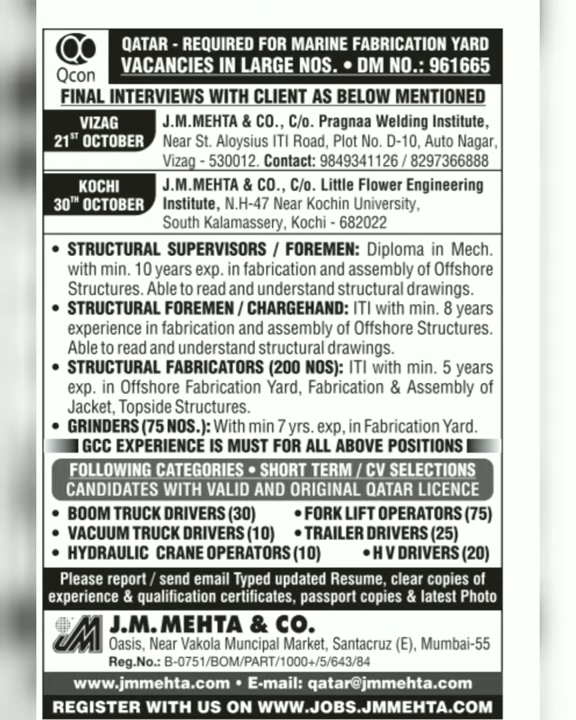 Qcon
QATAR - REQUIRED FOR MARINE FABRICATION YARD
VACANCIES IN LARGE NOS. • DM NO.: 961665
FINAL INTERVIEWS WITH CLIENT AS BELOW MENTIONED
VIZAG
21ST OCTOBER
J.M.MEHTA & CO., C/o. Pragnaa Welding Institute,
Near St. Aloysius ITI Road, Plot No. D-10, Auto Nagar,
Vizag - 530012. Contact: 9849341126 / 8297366888
KOCHI
30TH OCTOBER
J.M.MEHTA & CO., C/o. Little Flower Engineering
Institute, N.H-47 Near Kochin University,
South Kalamassery, Kochi - 682022
• STRUCTURAL SUPERVISORS / FOREMEN: Diploma in Mech.
with min. 10 years exp. in fabrication and assembly of Offshore
Structures. Able to read and understand structural drawings.
• STRUCTURAL FOREMEN / CHARGEHAND: ITI with min. 8 years
experience in fabrication and assembly of Offshore Structures.
Able to read and understand structural drawings.
• STRUCTURAL FABRICATORS (200 NOS): ITI with min. 5 years
exp. in Offshore Fabrication Yard, Fabrication & Assembly of
Jacket, Topside Structures.
• GRINDERS (75 NOS.): With min 7 yrs. exp, in Fabrication Yard.
GCC EXPERIENCE IS MUST FOR ALL ABOVE POSITIONS
FOLLOWING CATEGORIES • SHORT TERM / CV SELECTIONS
CANDIDATES WITH VALID AND ORIGINAL QATAR LICENCE
• BOOM TRUCK DRIVERS (30) • FORK LIFT OPERATORS (75)
• VACUUM TRUCK DRIVERS (10) • TRAILER DRIVERS (25)
• HYDRAULIC CRANE OPERATORS (10) • H V DRIVERS (20)
Please report / send email Typed updated Resume, clear copies of
experience & qualification certificates, passport copies & latest Photo
JM J.M. MEHTA & CO.
Oasis, Near Vakola Muncipal Market, Santacruz (E), Mumbai-55
Reg.No.: B-0751/BOM/PART/1000+/5/643/84
www.jmmehta.com • E-mail: qatar@jmmehta.com
REGISTER WITH US ON WWW.JOBS.JMMEHTA.COM